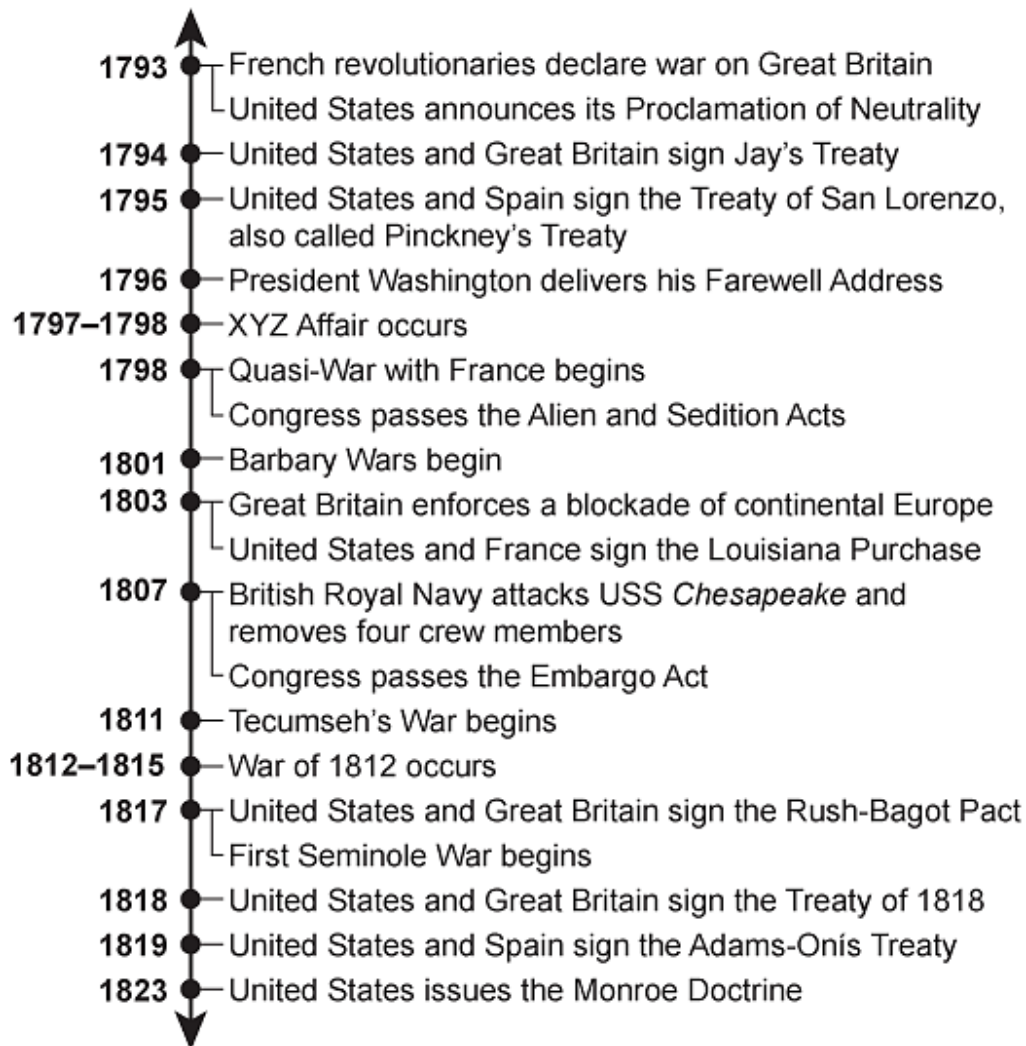 1793 French revolutionaries declare war on Great Britain
United States announces its Proclamation of Neutrality
1794 United States and Great Britain sign Jay's Treaty
1795 United States and Spain sign the Treaty of San Lorenzo,
also called Pinckney's Treaty
1796 President Washington delivers his Farewell Address
1797–1798 XYZ Affair occurs
1798 Quasi-War with France begins
Congress passes the Alien and Sedition Acts
1801 Barbary Wars begin
1803 Great Britain enforces a blockade of continental Europe
United States and France sign the Louisiana Purchase
1807 British Royal Navy attacks USS Chesapeake and
removes four crew members
Congress passes the Embargo Act
1811 Tecumseh's War begins
1812–1815 War of 1812 occurs
1817 United States and Great Britain sign the Rush-Bagot Pact
First Seminole War begins
1818 United States and Great Britain sign the Treaty of 1818
1819 United States and Spain sign the Adams-Onís Treaty
1823 United States issues the Monroe Doctrine